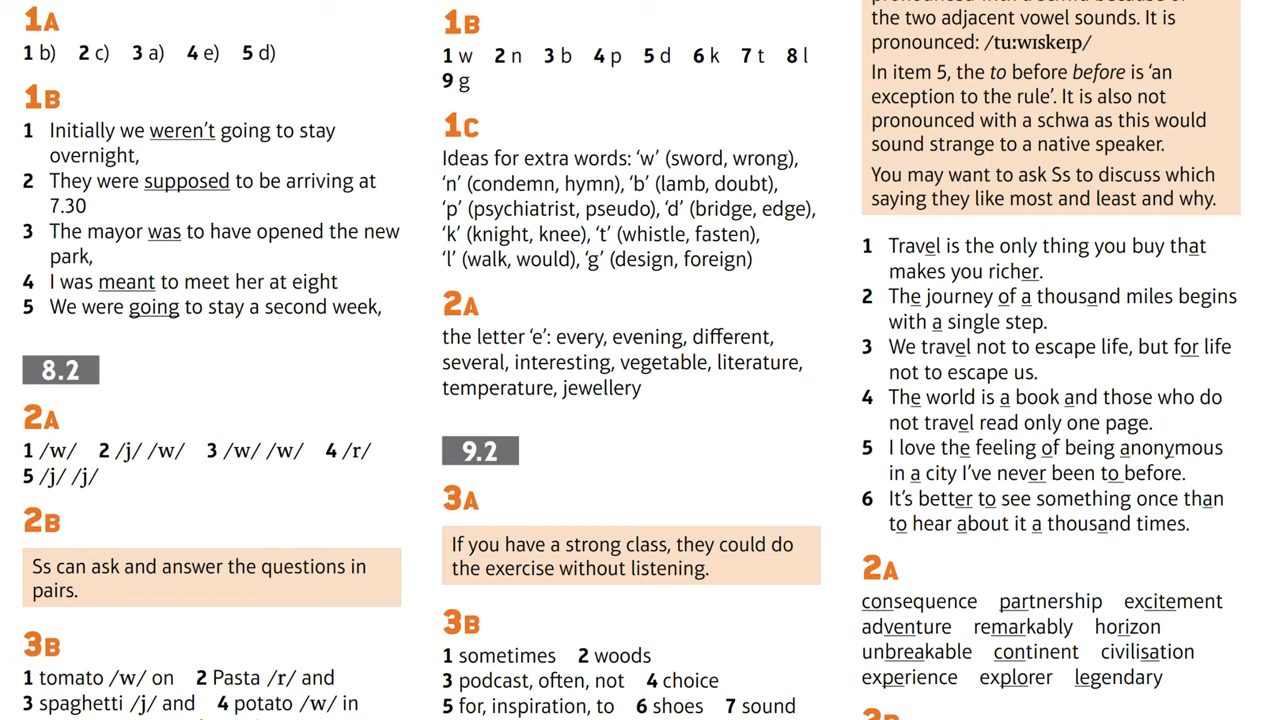 1A
1 b) 2 c) 3 a) 4 e) 5 d)
1B
1 Initially we weren't going to stay
overnight,
2 They were supposed to be arriving at
7.30
3 The mayor was to have opened the new
park,
4 I was meant to meet her at eight
5 We were going to stay a second week,
8.2
2A
1 /w/ 2 /j/ /w/ 3 /w/ /w/ 4 /r/
5 /j/ /j/
2B
Ss can ask and answer the questions in
pairs.
3B
1 tomato /w/ on 2 Pasta /r/ and
3 spaghetti /j/ and 4 potato /w/ in
1B
1 w 2 n 3 b 4 p 5 d 6 k 7 t 8 l
9 g
1C
Ideas for extra words: 'w' (sword, wrong),
'n' (condemn, hymn), 'b' (lamb, doubt),
'p' (psychiatrist, pseudo), 'd' (bridge, edge),
'k' (knight, knee), 't' (whistle, fasten),
'l' (walk, would), 'g' (design, foreign)
2A
the letter 'e': every, evening, different,
several, interesting, vegetable, literature,
temperature, jewellery
9.2
3A
If you have a strong class, they could do
the exercise without listening.
3B
1 sometimes 2 woods
3 podcast, often, not 4 choice
5 for, inspiration, to 6 shoes 7 sound
pronounced with a schwa because of
the two adjacent vowel sounds. It is
pronounced: /tuːwɪskeɪp/
In item 5, the to before before is 'an
exception to the rule'. It is also not
pronounced with a schwa as this would
sound strange to a native speaker.
You may want to ask Ss to discuss which
saying they like most and least and why.
1 Travel is the only thing you buy that
makes you richer.
2 The journey of a thousand miles begins
with a single step.
3 We travel not to escape life, but for life
not to escape us.
4 The world is a book and those who do
not travel read only one page.
5 I love the feeling of being anonymous
in a city I've never been to before.
6 It's better to see something once than
to hear about it a thousand times.
2A
consequence partnership excitement
adventure remarkably horizon
unbreakable continent civilisation
experience explorer legendary